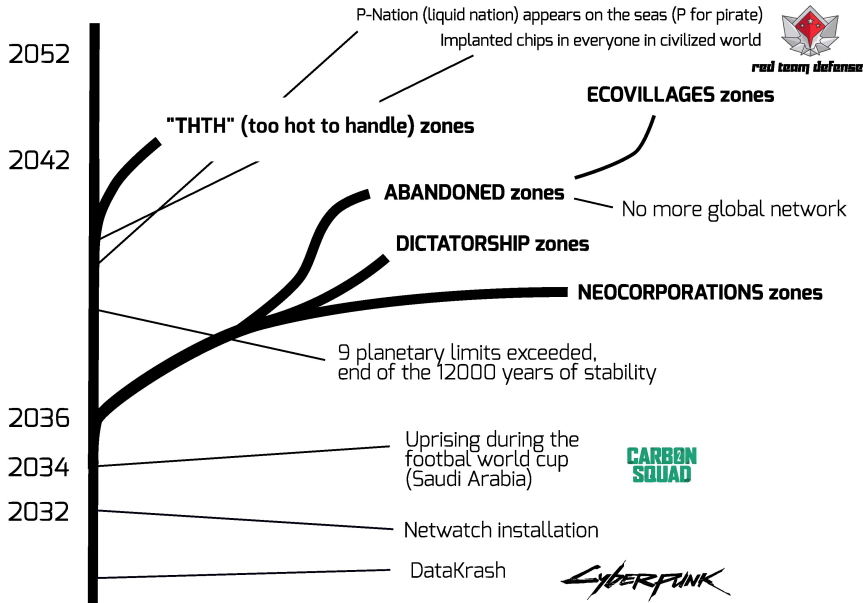 P-Nation (liquid nation) appears on the seas (P for pirate)
Implanted chips in everyone in civilized world
red team defense
2052
ECOVILLAGES zones
"THTH" (too hot to handle) zones
2042
ABANDONED zones
No more global network
DICTATORSHIP zones
NEOCORPORATIONS zones
9 planetary limits exceeded,
end of the 12000 years of stability
2036
Uprising during the
footbal world cup
(Saudi Arabia)
CARBON
SQUAD
2034
2032
Netwatch installation
DataKrash
Cyberpunk